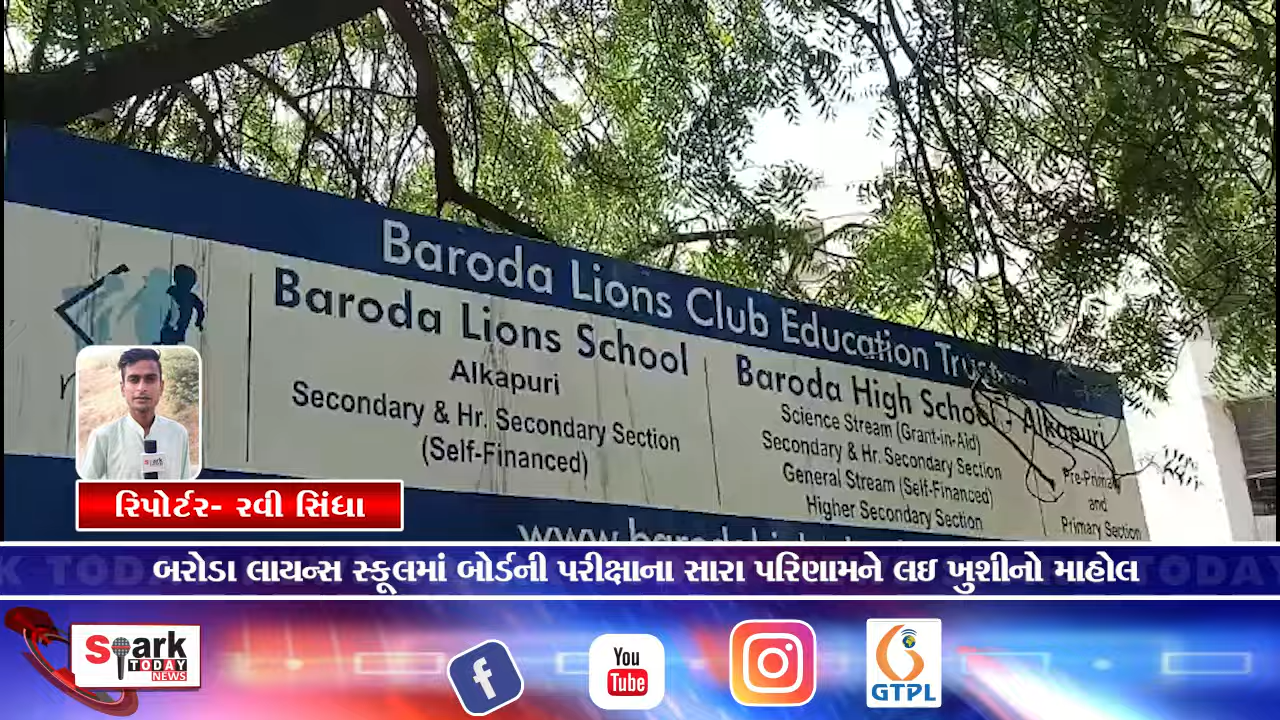 Baroda Lions Club Education Trust
Baroda Lions School
Alkapuri
Secondary & Hr. Secondary Section
(Self-Financed)
Baroda High School - Alkapuri
Science Stream (Grant-in-Aid)
Secondary & Hr. Secondary Section
General Stream (Self-Financed)
Higher Secondary Section
Pre-Primary
and
Primary Section
રિપોર્ટર- રવી સિંધા
બરોડા લાયન્સ સ્કૂલમાં બોર્ડની પરીક્ષાના સારા પરિણામને લઇ ખુશીનો માહોલ
Spark
TODAY
NEWS
You
Tube
GTPL